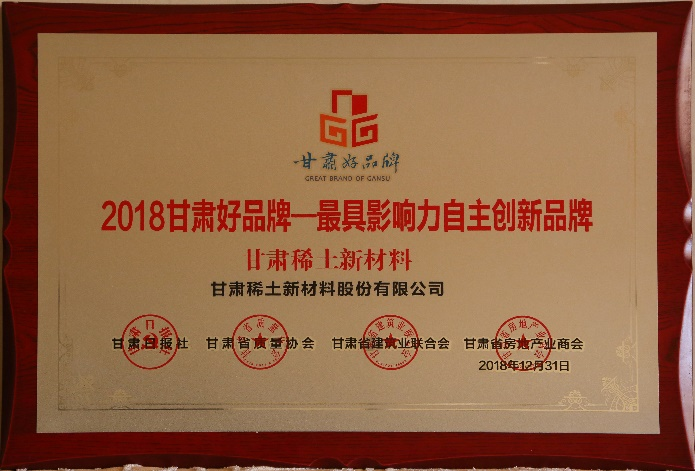 甘肃好品牌
GREAT BRAND OF GANSU
2018甘肃好品牌—最具影响力自主创新品牌
甘肃稀土新材料
甘肃稀土新材料股份有限公司
甘肃日报社 甘肃省质量协会 甘肃省建筑业联合会 甘肃省房地产业商会
2018年12月31日